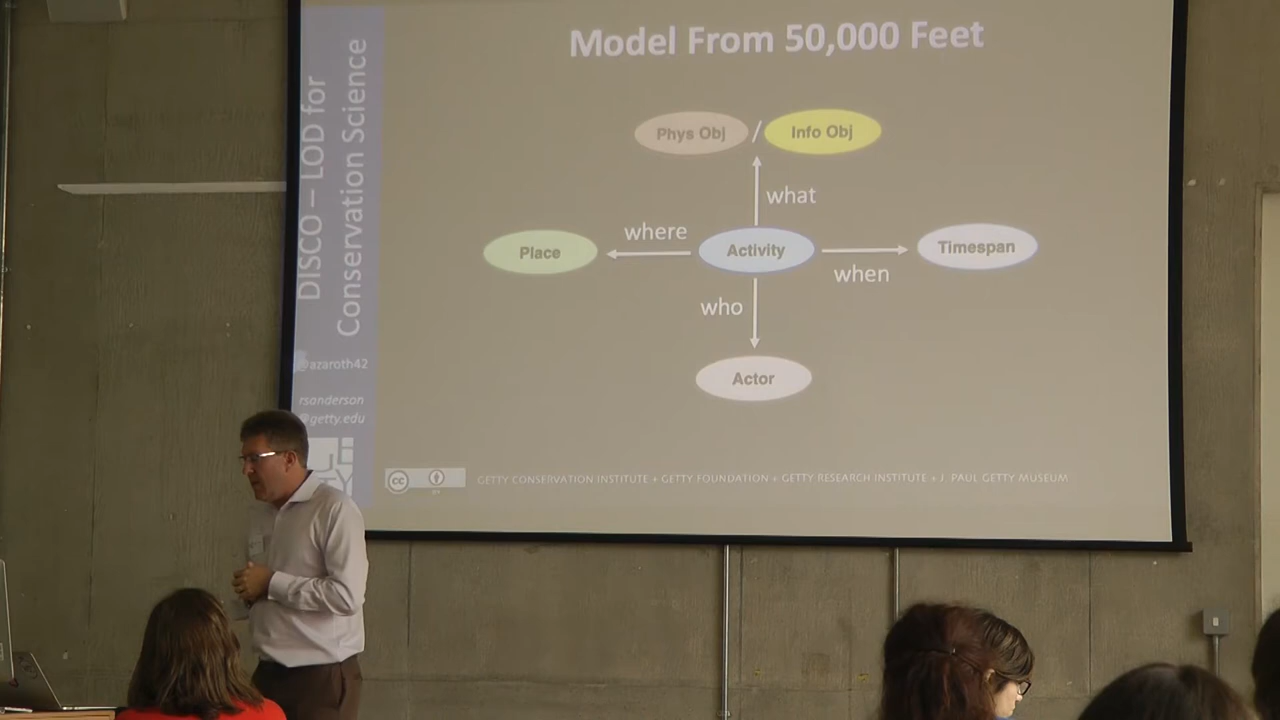 Model From 50,000 Feet
DISCO – LOD for
Conservation Science
Phys Obj / Info Obj
what
where
Place
Activity
Timespan
when
who
Actor
@azaroth42
rsanderson
@getty.edu
cc
GETTY CONSERVATION INSTITUTE • GETTY FOUNDATION • GETTY RESEARCH INSTITUTE • J. PAUL GETTY MUSEUM